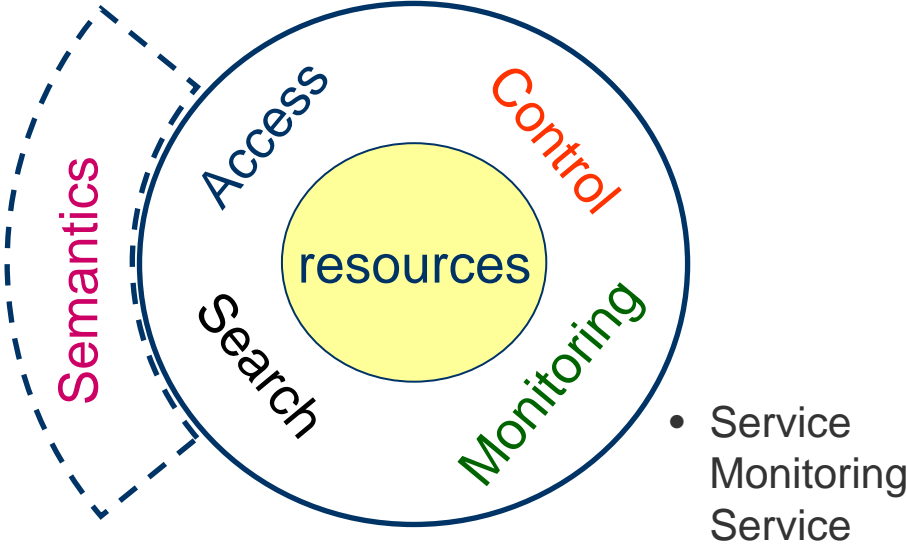 Access
Control
Semantics
resources
Search
Monitoring
• Service
Monitoring
Service